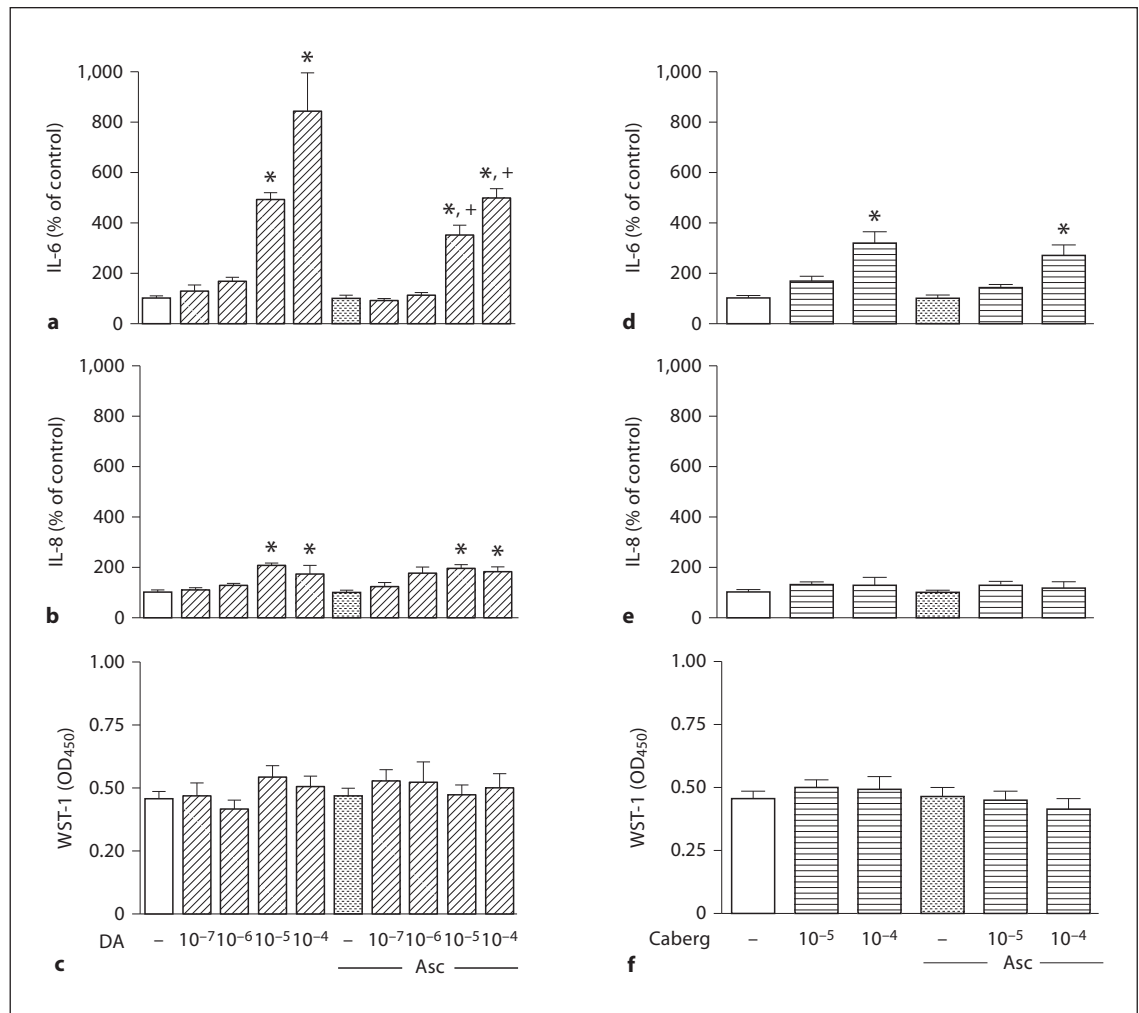 1,000
800
600
400
200
0
IL-6 (% of control)
a
*
*
*, +
*, +
1,000
800
600
400
200
0
IL-8 (% of control)
b
*
*
*
*
1.00
0.75
0.50
0.20
0
WST-1 (OD₄₅₀)
DA – 10⁻⁷ 10⁻⁶ 10⁻⁵ 10⁻⁴ – 10⁻⁷ 10⁻⁶ 10⁻⁵ 10⁻⁴
Asc
c
1,000
800
600
400
200
0
IL-6 (% of control)
d
*
*
1,000
800
600
400
200
0
IL-8 (% of control)
e
1.00
0.75
0.50
0.25
0
WST-1 (OD₄₅₀)
Caberg – 10⁻⁵ 10⁻⁴ – 10⁻⁵ 10⁻⁴
Asc
f